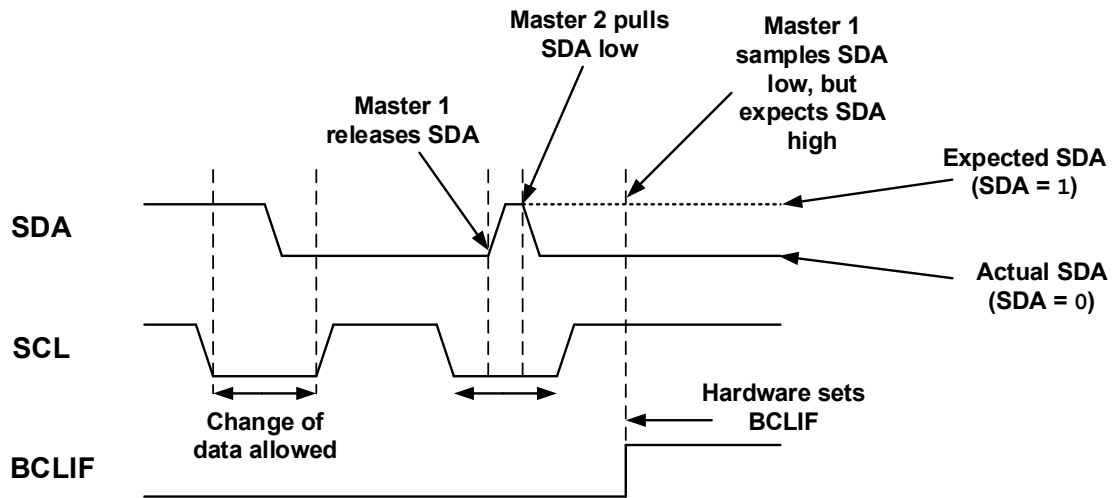 Master 2 pulls
SDA low
Master 1
samples SDA
low, but
expects SDA
high
Master 1
releases SDA
Expected SDA
(SDA = 1)
SDA
Actual SDA
(SDA = 0)
SCL
Change of
data allowed
Hardware sets
BCLIF
BCLIF